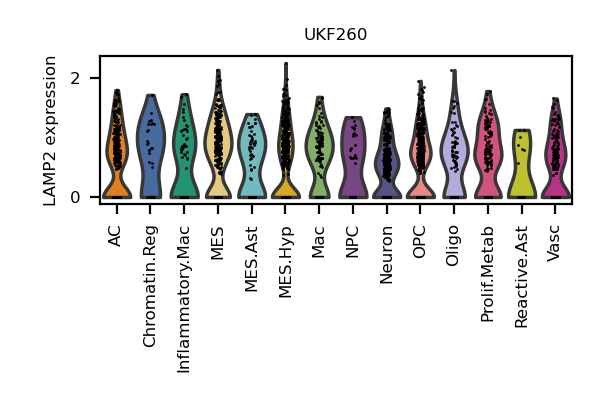 UKF260
LAMP2 expression
2
0
AC
Chromatin.Reg
Inflammatory.Mac
MES
MES.Ast
MES.Hyp
Mac
NPC
Neuron
OPC
Oligo
Prolif.Metab
Reactive.Ast
Vasc